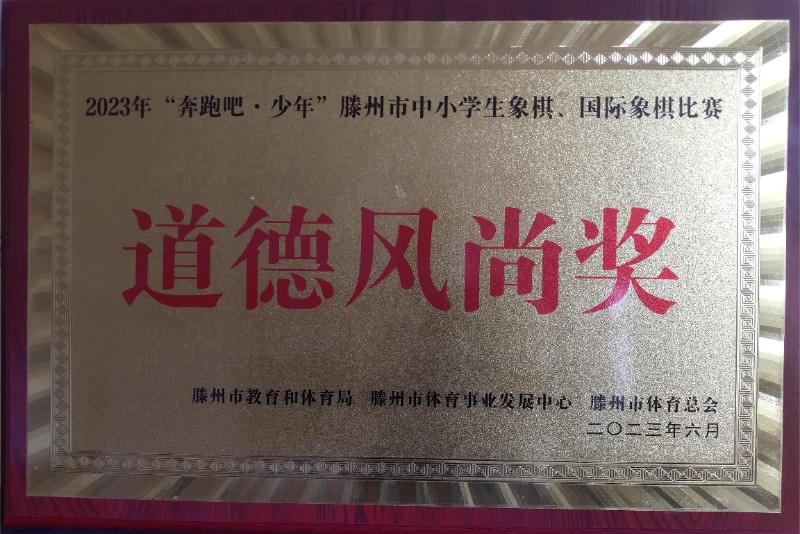 2023年“奔跑吧·少年”滕州市中小学生象棋、国际象棋比赛
道德风尚奖
滕州市教育和体育局 滕州市体育事业发展中心 滕州市体育总会
二〇二三年六月